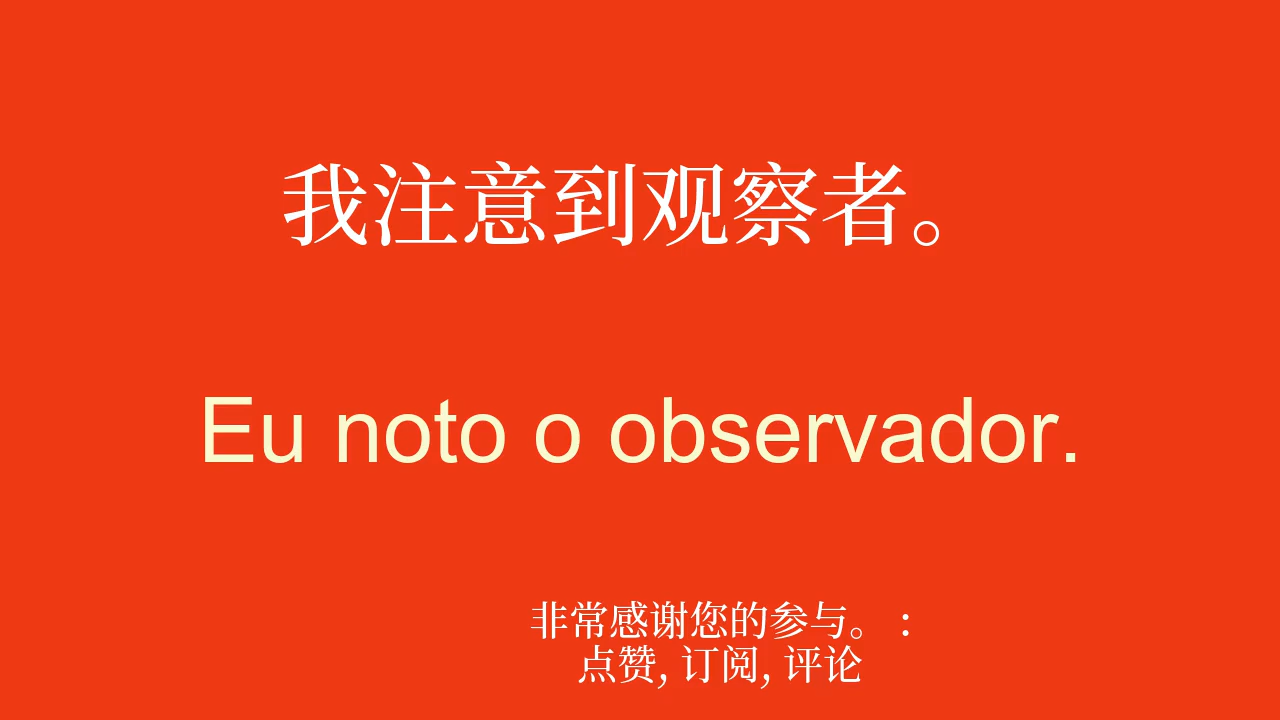 我注意到观察者。
Eu noto o observador.
非常感谢您的参与。 :
点赞, 订阅, 评论